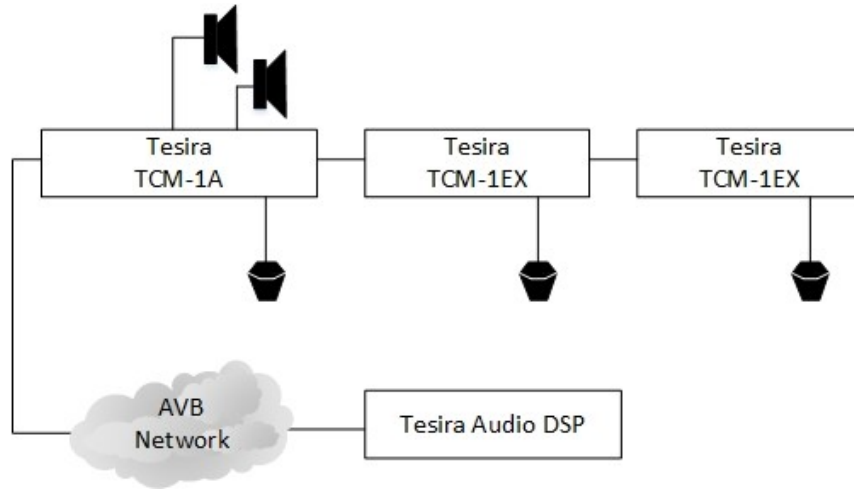 Tesira
TCM-1A
Tesira
TCM-1EX
Tesira
TCM-1EX
AVB
Network
Tesira Audio DSP